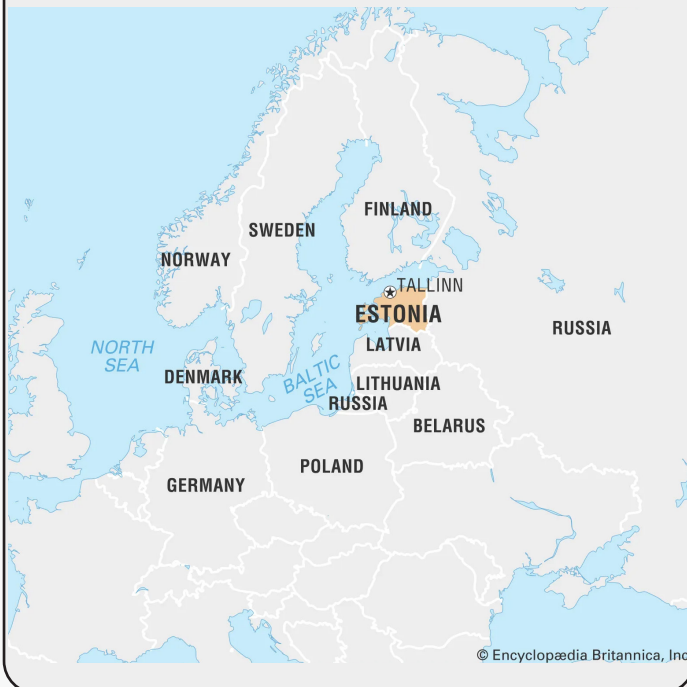 FINLAND
SWEDEN
NORWAY
TALLINN
ESTONIA
RUSSIA
LATVIA
NORTH
SEA
DENMARK
BALTIC
SEA
LITHUANIA
RUSSIA
BELARUS
POLAND
GERMANY
© Encyclopædia Britannica, Inc